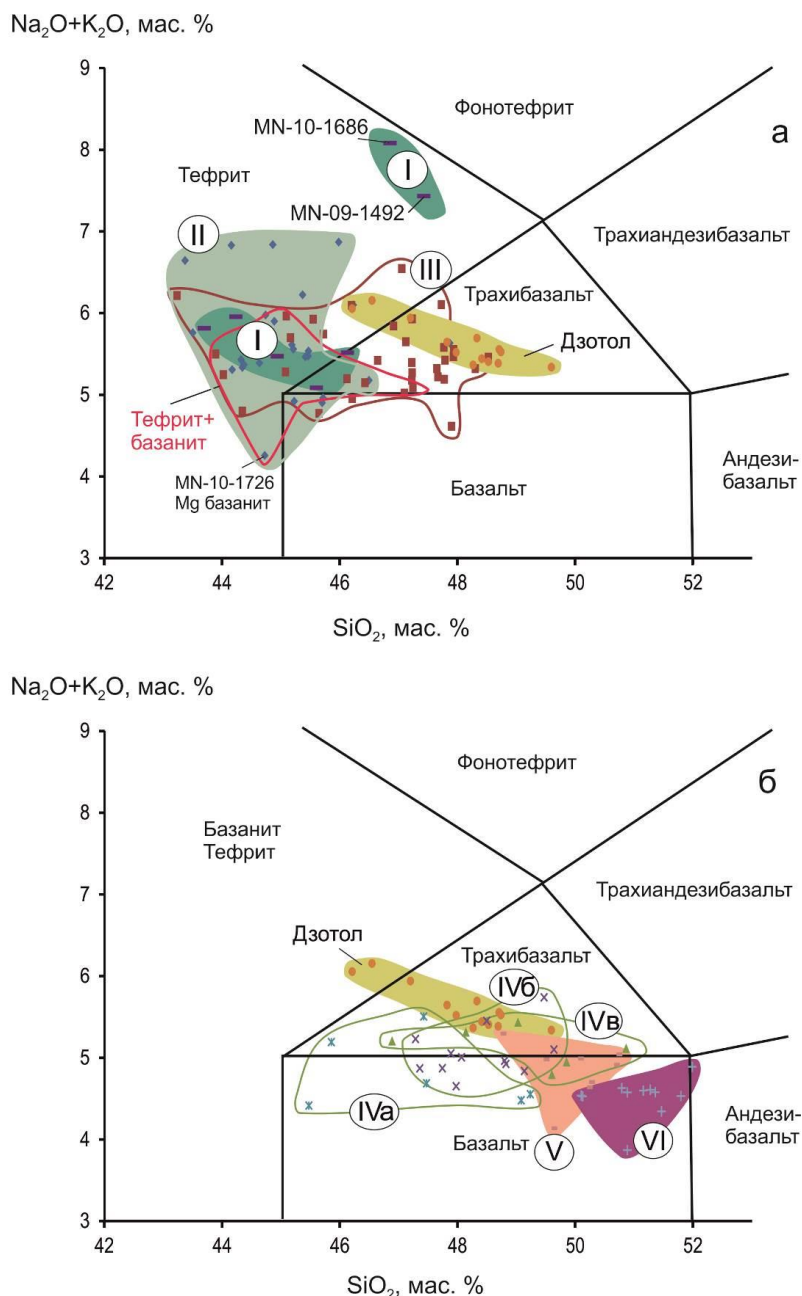 Na₂O+K₂O, мас. %
9
а
Фонотефрит
MN-10-1686
8
I
Тефрит
MN-09-1492
7
II
Трахиандезибазальт
III
Трахибазальт
6
I
Дзотол
5
Тефрит+
базанит
MN-10-1726
Mg базанит
Базальт
Андези-
базальт
4
3
42
44
46
48
50
52
SiO₂, мас. %
Na₂O+K₂O, мас. %
9
Фонотефрит
б
8
Базанит
Тефрит
7
Трахиандезибазальт
Дзотол
Трахибазальт
6
IVб
IVв
5
IVа
Базальт
V
VI
Андези-
базальт
4
3
42
44
46
48
50
52
SiO₂, мас. %